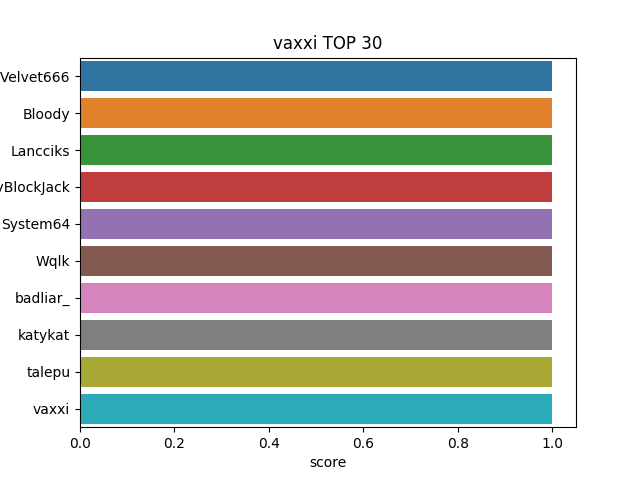 vaxxi TOP 30
Velvet666
Bloody
Lancciks
yBlockJack
System64
Wqlk
badliar_
katykat
talepu
vaxxi
0.0 0.2 0.4 0.6 0.8 1.0
score